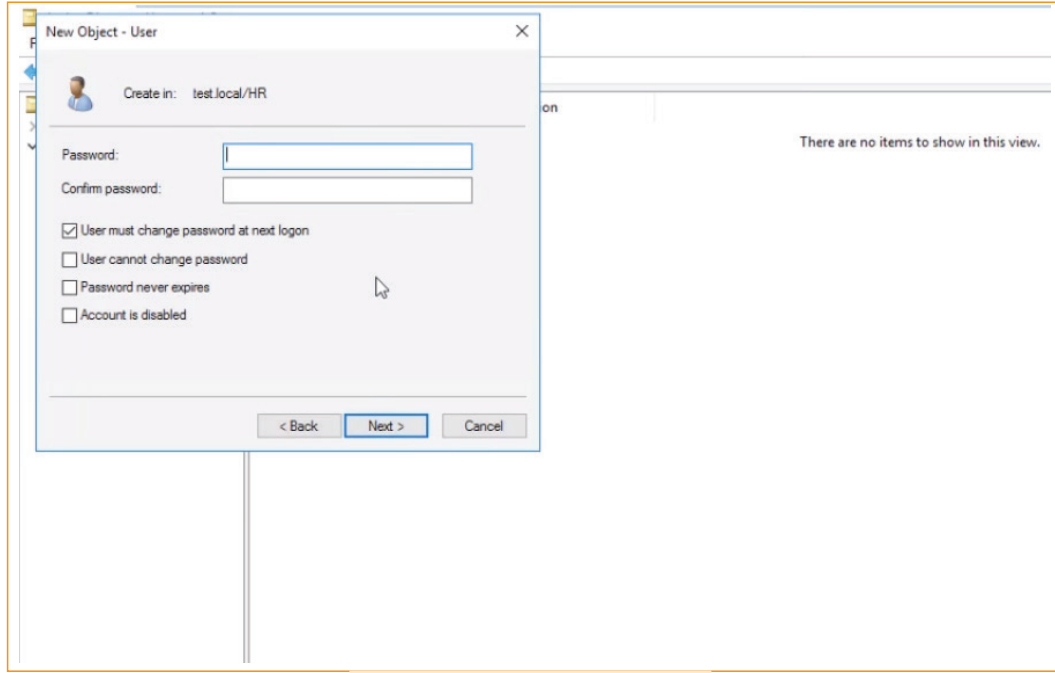 New Object - User
Create in: test.local/HR
on
There are no items to show in this view.
Password:
Confirm password:
User must change password at next logon
User cannot change password
Password never expires
Account is disabled
< Back Next > Cancel